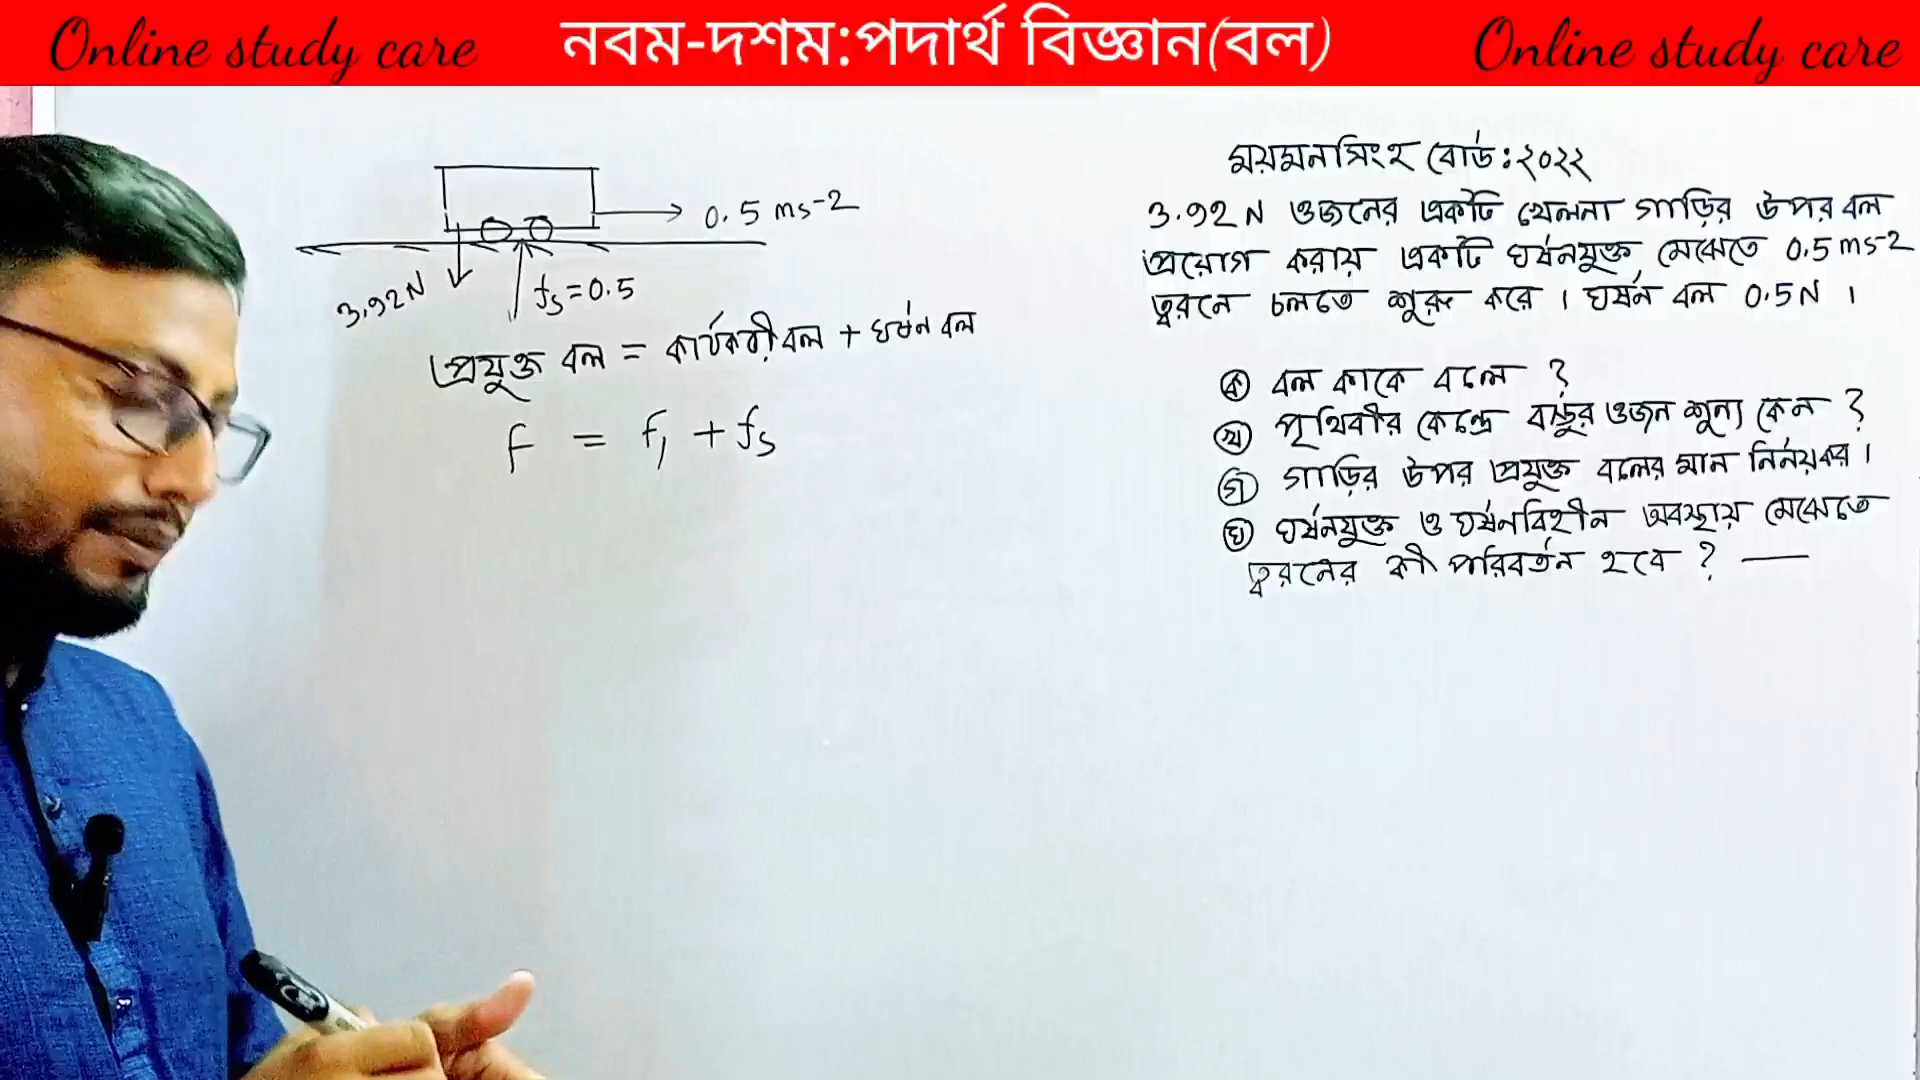 Online study care
নবম-দশম:পদার্থ বিজ্ঞান(বল)
Online study care
0.5 ms-2
3.92N
fs=0.5
প্রযুক্ত বল = কার্যকরী বল + ঘর্ষন বল
f = f1 + fs
ময়মনসিংহ বোর্ড:২০২২
3.92 N ওজনের একটি খেলনা গাড়ির উপর বল
প্রয়োগ করায় একটি ঘর্ষনযুক্ত মেঝেতে 0.5 ms-2
ত্বরনে চলতে শুরু করে । ঘর্ষন বল 0.5 N ।
ক বল কাকে বলে ?
খ পৃথিবীর কেন্দ্রে বস্তুর ওজন শূন্য কেন ?
গ গাড়ির উপর প্রযুক্ত বলের মান নির্নয় কর ।
ঘ ঘর্ষনযুক্ত ও ঘর্ষনবিহীন অবস্থায় মেঝেতে
ত্বরনের কী পরিবর্তন হবে ? —